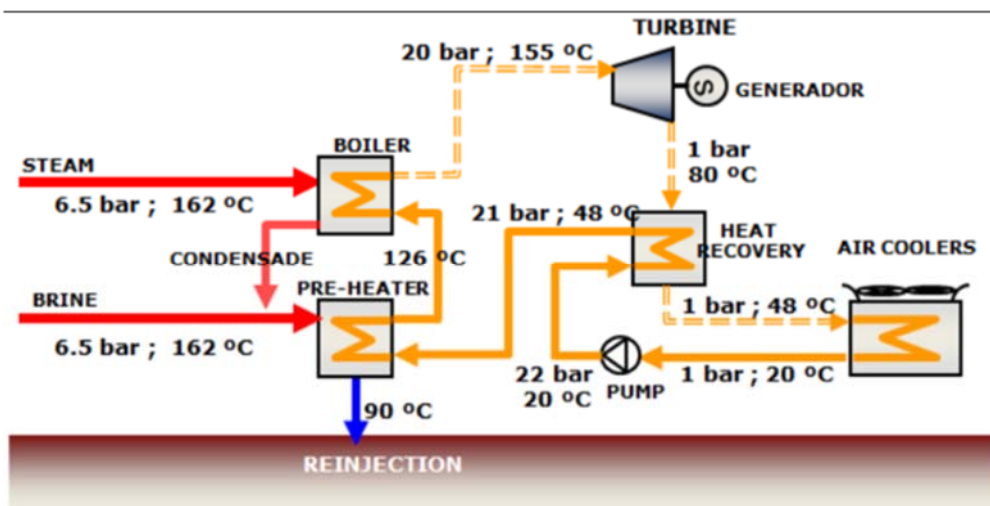 TURBINE
20 bar ; 155 ºC
S
GENERADOR
BOILER
STEAM
6.5 bar ; 162 ºC
1 bar
80 ºC
21 bar ; 48 ºC
HEAT
RECOVERY
AIR COOLERS
CONDENSADE
126 ºC
PRE-HEATER
BRINE
6.5 bar ; 162 ºC
1 bar ; 48 ºC
22 bar
20 ºC
PUMP
1 bar ; 20 ºC
90 ºC
REINJECTION